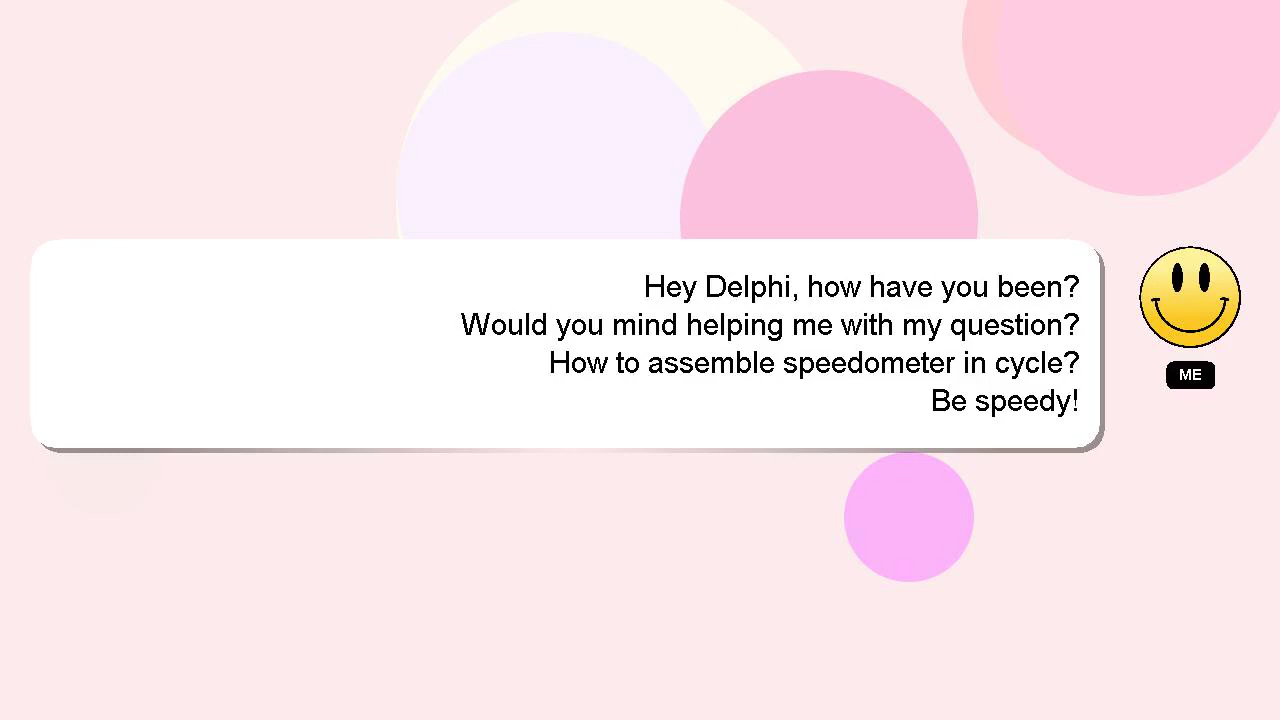 Hey Delphi, how have you been?
Would you mind helping me with my question?
How to assemble speedometer in cycle?
Be speedy!
ME